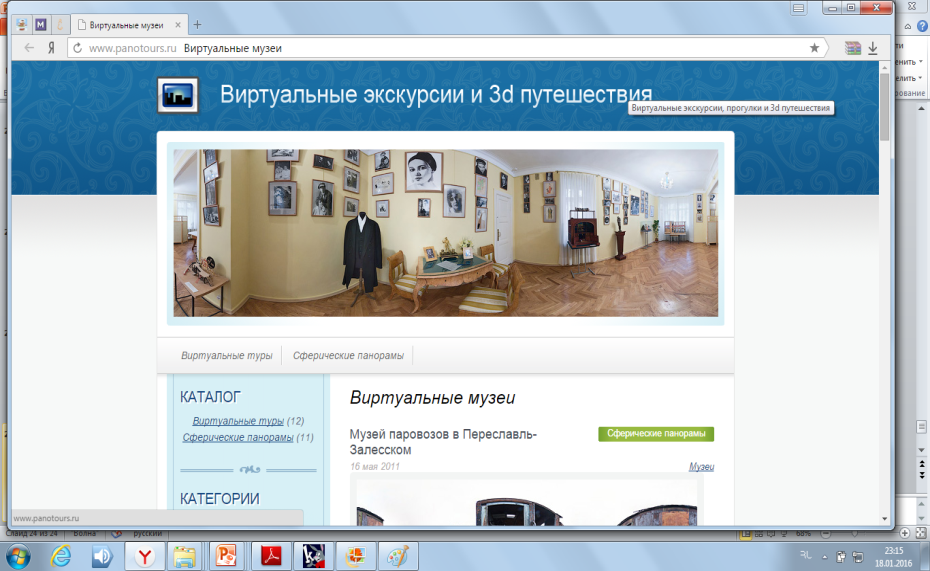 Виртуальные музеи
Я www.panotours.ru Виртуальные музеи
Виртуальные экскурсии и 3d путешествия
Виртуальные экскурсии, прогулки и 3d путешествия
Виртуальные туры Сферические панорамы
КАТАЛОГ
Виртуальные туры (12)
Сферические панорамы (11)
КАТЕГОРИИ
Виртуальные музеи
Музей паровозов в Переславль-
Залесском
Сферические панорамы
16 мая 2011
Музеи
www.panotours.ru
Слайд 24 из 24
русский
68%
23:15
18.01.2016